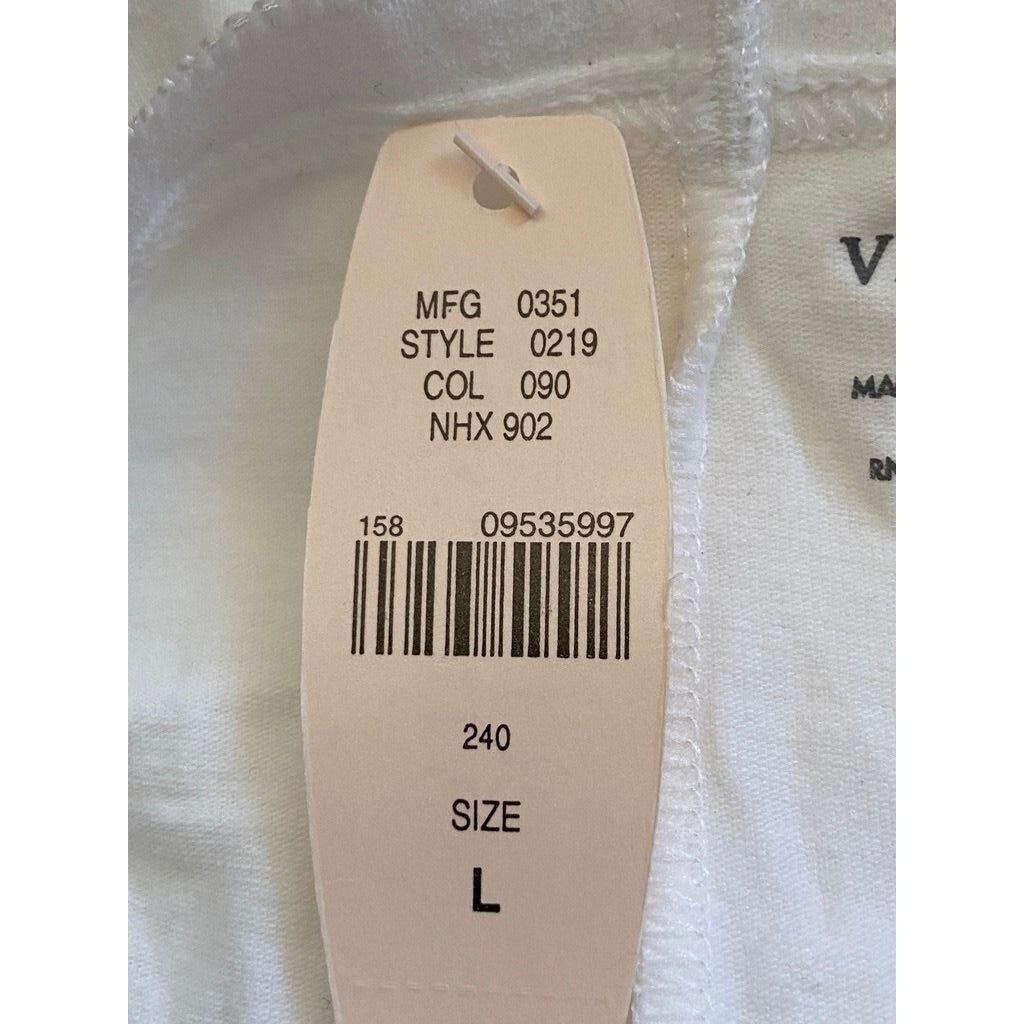 MFG 0351
STYLE 0219
COL 090
NHX 902
158 09535997
240
SIZE
L